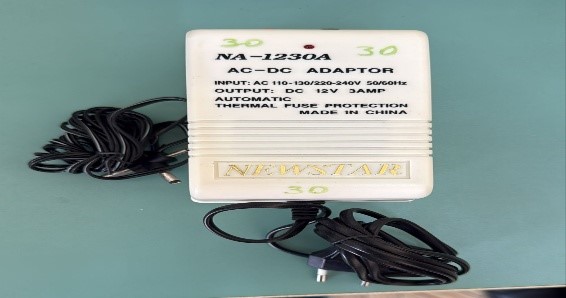 30
30
NA-1230A
AC-DC ADAPTOR
INPUT: AC 110-130/220-240V 50/60Hz
OUTPUT: DC 12V 3AMP
AUTOMATIC
THERMAL FUSE PROTECTION
MADE IN CHINA
NEWSTAR
30